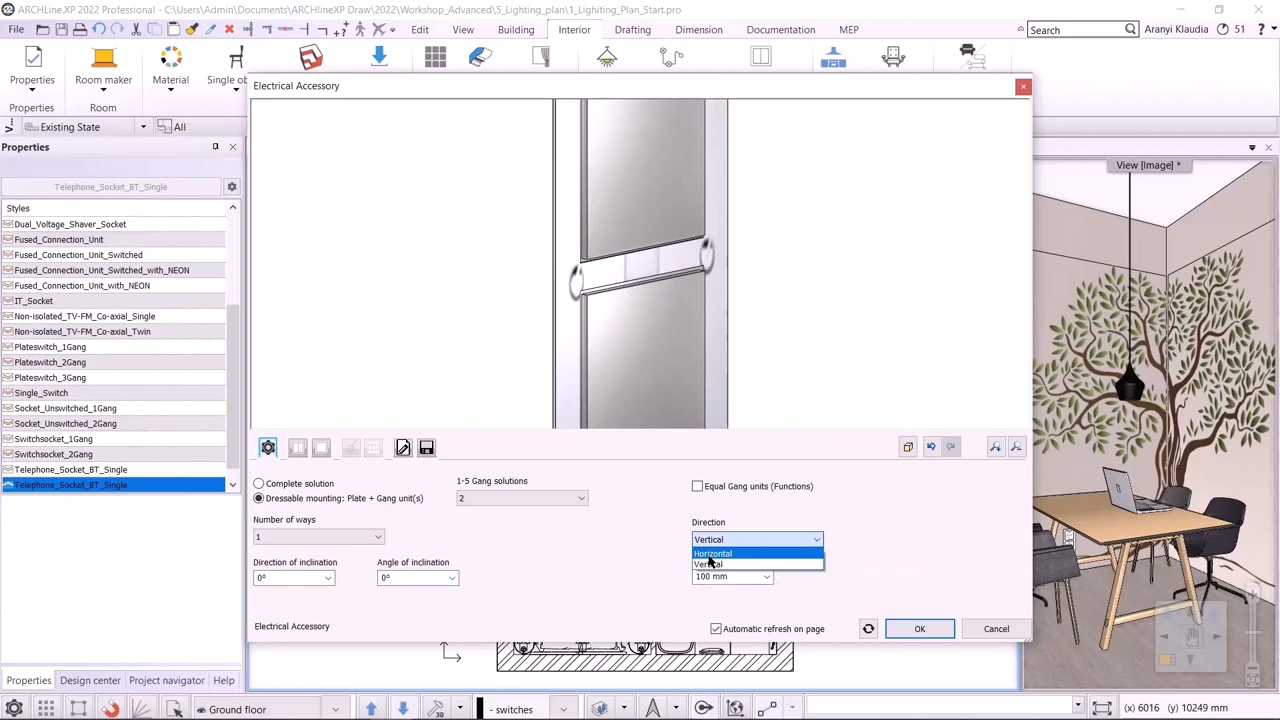 ARCHLine.XP 2022 Professional - C:\Users\Admin\Documents\ARCHlineXP Draw\2022\Workshop_Advanced\5_Lighting_plan\1_Lighting_Plan_Start.pro
File
Edit
View
Building
Interior
Drafting
Dimension
Documentation
MEP
Search
Aranyi Klaudia
51
?
Properties
Room maker
Material
Single ob
Properties
Room
Existing State
All
Electrical Accessory
Properties
View [Image] *
Telephone_Socket_BT_Single
Styles
Dual_Voltage_Shaver_Socket
Fused_Connection_Unit
Fused_Connection_Unit_Switched
Fused_Connection_Unit_Switched_with_NEON
Fused_Connection_Unit_with_NEON
IT_Socket
Non-isolated_TV-FM_Co-axial_Single
Non-isolated_TV-FM_Co-axial_Twin
Plateswitch_1Gang
Plateswitch_2Gang
Plateswitch_3Gang
Single_Switch
Socket_Unswitched_1Gang
Socket_Unswitched_2Gang
Switchsocket_1Gang
Switchsocket_2Gang
Telephone_Socket_BT_Single
Telephone_Socket_BT_Single
Complete solution
Dressable mounting: Plate + Gang unit(s)
1-5 Gang solutions
2
Equal Gang units (Functions)
Number of ways
1
Direction
Vertical
Horizontal
Vertical
100 mm
Direction of inclination
0°
Angle of inclination
0°
Electrical Accessory
Automatic refresh on page
OK
Cancel
Properties
Design center
Project navigator
Help
Ground floor
- switches
(x) 6016 (y) 10249 mm